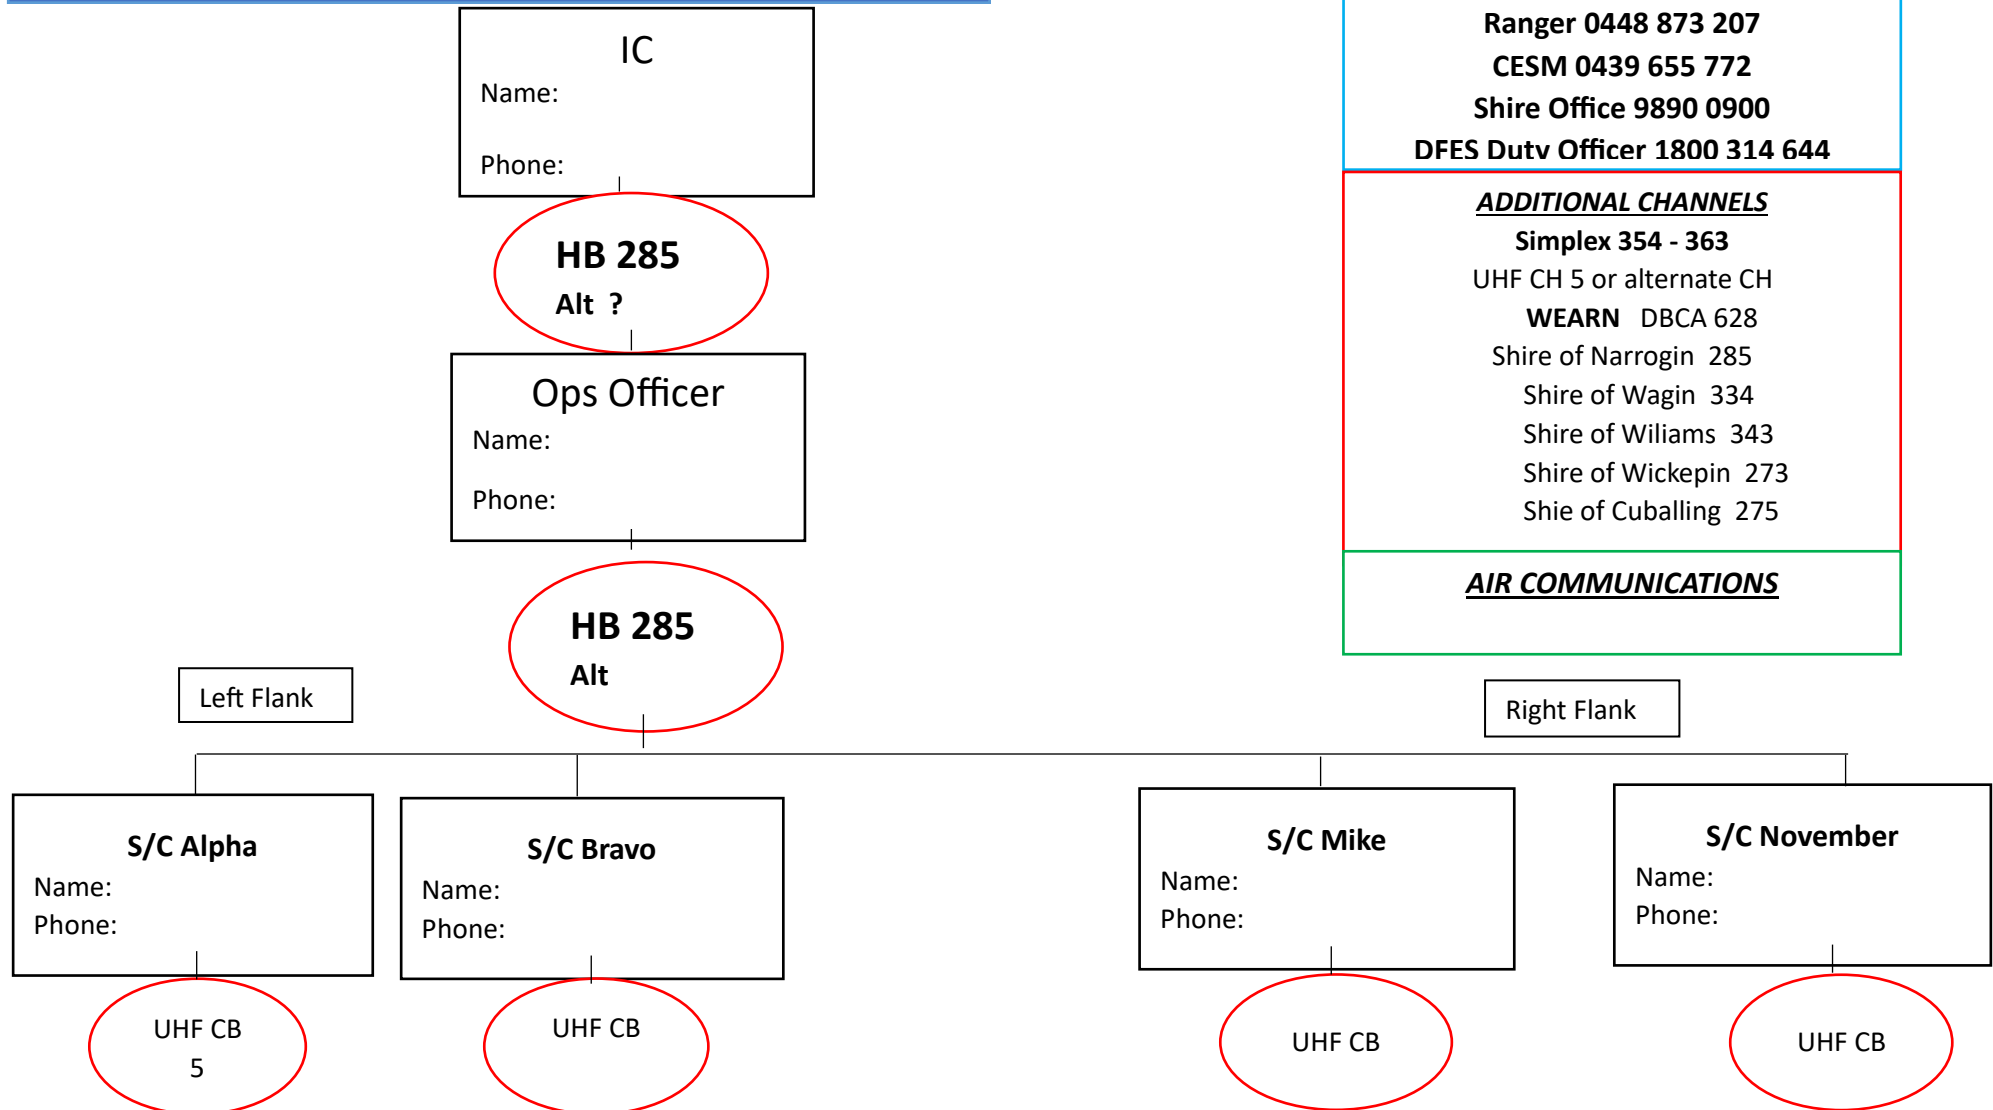 IC
Name:
Phone:
HB 285
Alt ?
Ops Officer
Name:
Phone:
HB 285
Alt
Ranger 0448 873 207
CESM 0439 655 772
Shire Office 9890 0900
DFES Duty Officer 1800 314 644
ADDITIONAL CHANNELS
Simplex 354 - 363
UHF CH 5 or alternate CH
WEARN DBCA 628
Shire of Narrogin 285
Shire of Wagin 334
Shire of Wiliams 343
Shire of Wickepin 273
Shie of Cuballing 275
AIR COMMUNICATIONS
Left Flank
Right Flank
S/C Alpha
Name:
Phone:
UHF CB
5
S/C Bravo
Name:
Phone:
UHF CB
S/C Mike
Name:
Phone:
UHF CB
S/C November
Name:
Phone:
UHF CB